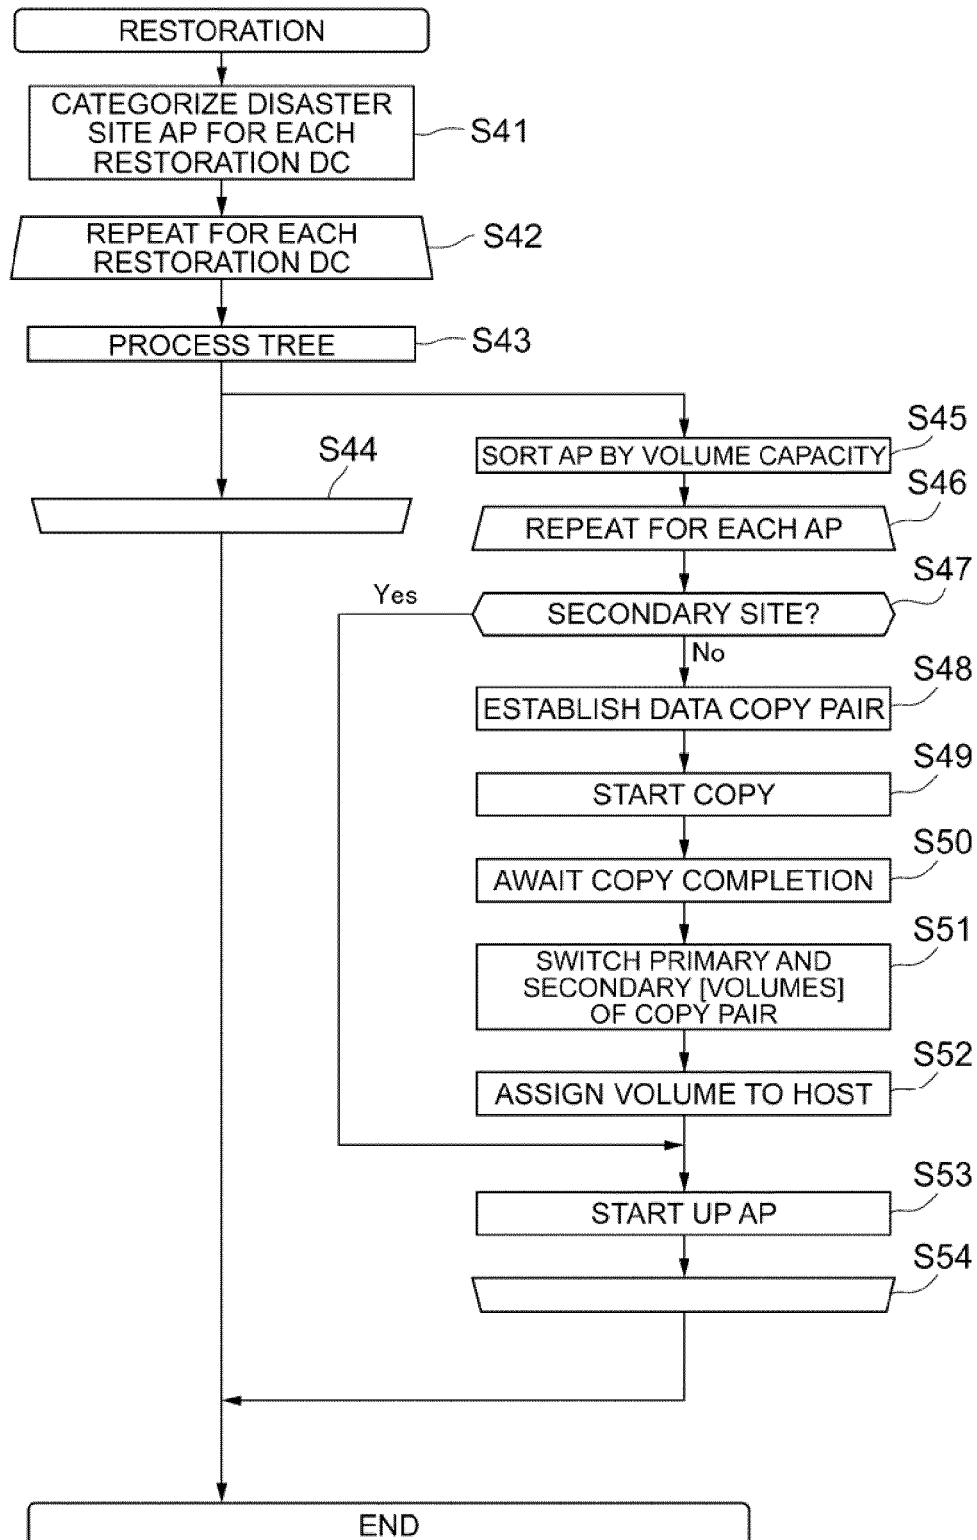 RESTORATION
CATEGORIZE DISASTER
SITE AP FOR EACH
RESTORATION DC
S41
REPEAT FOR EACH
RESTORATION DC
S42
PROCESS TREE
S43
S44
SORT AP BY VOLUME CAPACITY
S45
REPEAT FOR EACH AP
S46
SECONDARY SITE?
S47
Yes
No
ESTABLISH DATA COPY PAIR
S48
START COPY
S49
AWAIT COPY COMPLETION
S50
SWITCH PRIMARY AND
SECONDARY [VOLUMES]
OF COPY PAIR
S51
ASSIGN VOLUME TO HOST
S52
START UP AP
S53
S54
END